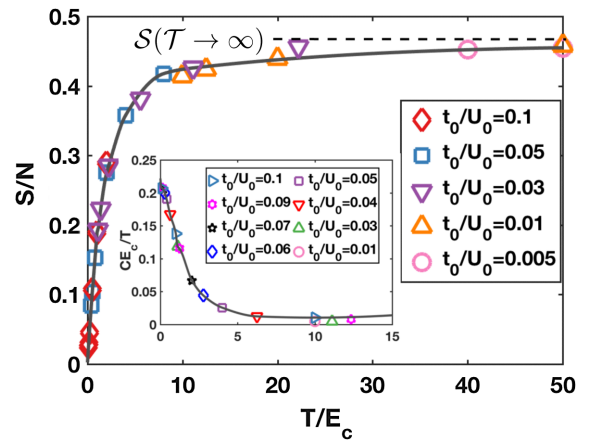 0.5
S(T → ∞)
0.4
0.3
0.2
0.1
0
S/N
0 10 20 30 40 50
T/E_c
t_0/U_0=0.1
t_0/U_0=0.05
t_0/U_0=0.03
t_0/U_0=0.01
t_0/U_0=0.005
0.25
0.2
0.15
0.1
0.05
0
CE_c/T
0 5 10 15
t_0/U_0=0.1 t_0/U_0=0.05
t_0/U_0=0.09 t_0/U_0=0.04
t_0/U_0=0.07 t_0/U_0=0.03
t_0/U_0=0.06 t_0/U_0=0.01